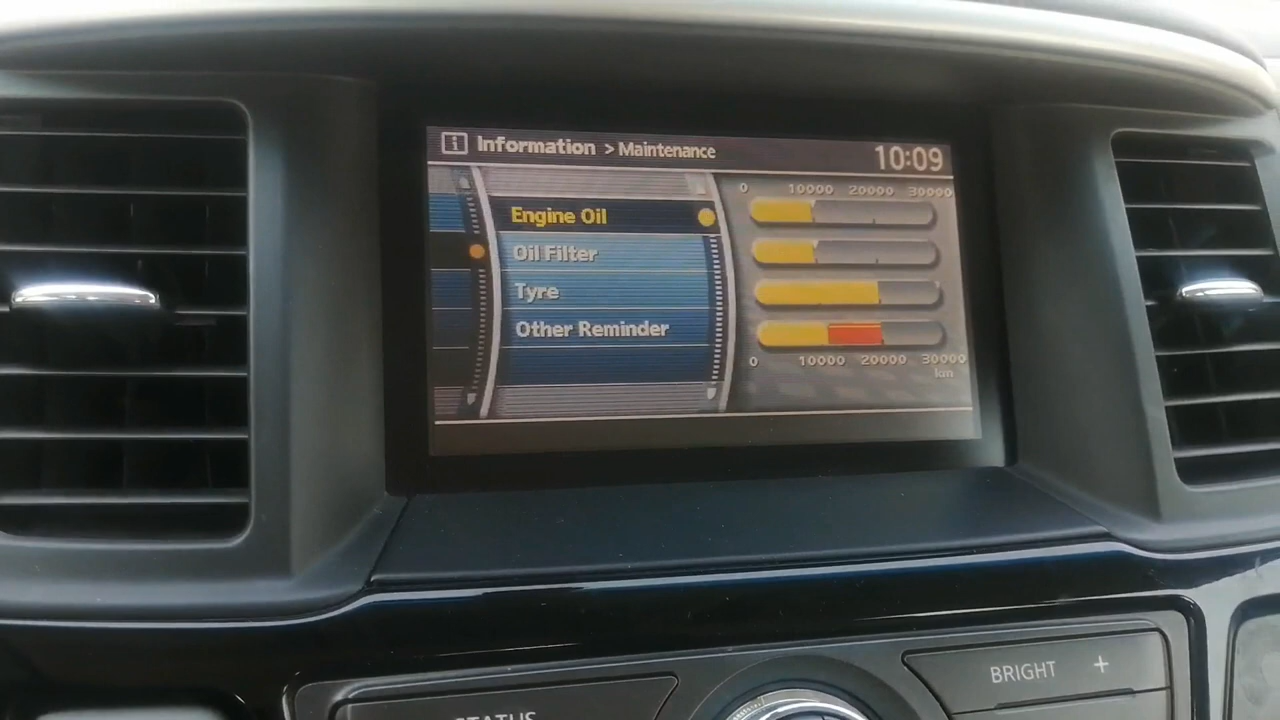 i Information > Maintenance 10:09
0 10000 20000 30000
Engine Oil
Oil Filter
Tyre
Other Reminder
0 10000 20000 30000
km
BRIGHT +
STATUS